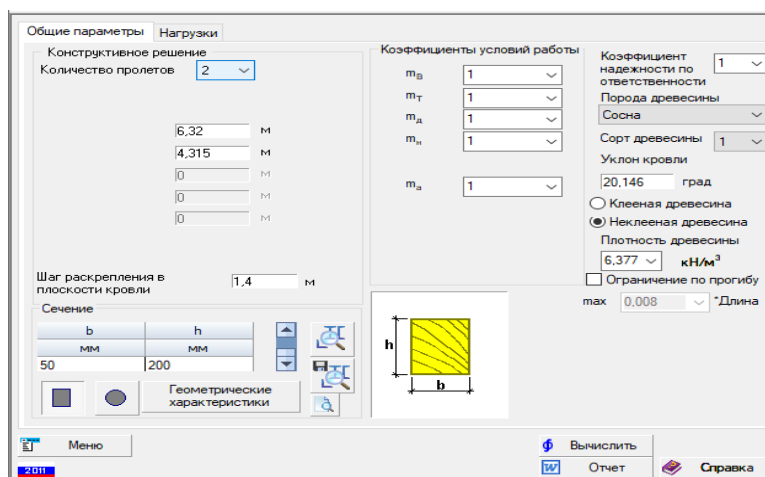 Общие параметры Нагрузки
Конструктивное решение
Количество пролетов 2
6,32 м
4,315 м
0 м
0 м
0 м
Шаг раскрепления в
плоскости кровли 1,4 м
Сечение
b h
мм мм
50 200
Геометрические
характеристики
Коэффициенты условий работы
mВ 1
mТ 1
mд 1
mн 1
mа 1
Коэффициент
надежности по
ответственности 1
Порода древесины
Сосна
Сорт древесины 1
Уклон кровли
20,146 град
Клееная древесина
Неклееная древесина
Плотность древесины
6,377 кН/м³
Ограничение по прогибу
max 0,008 *Длина
h
b
Меню
Вычислить
2011
Отчет
Справка